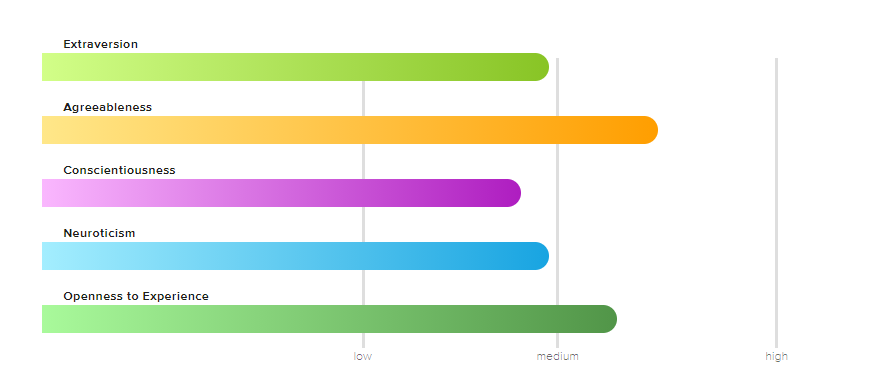 Extraversion
Agreeableness
Conscientiousness
Neuroticism
Openness to Experience
low medium high